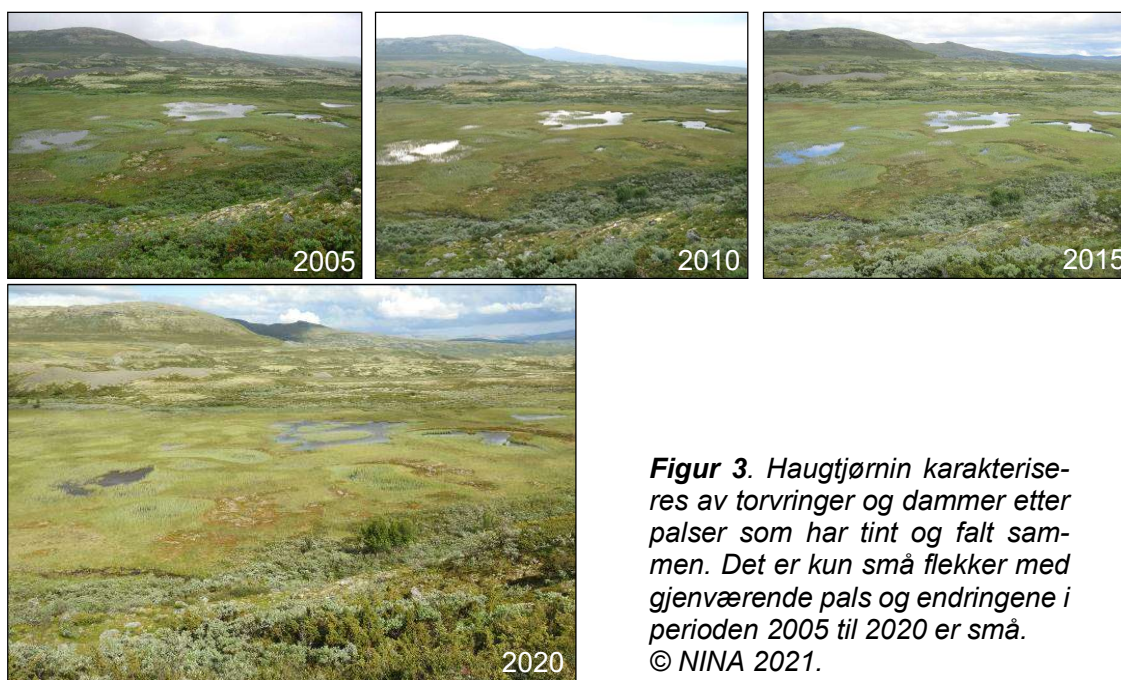 2005
2010
2015
2020
Figur 3. Haugtjørnin karakterise-
res av torvringer og dammer etter
palser som har tint og falt sam-
men. Det er kun små flekker med
gjenværende pals og endringene i
perioden 2005 til 2020 er små.
© NINA 2021.